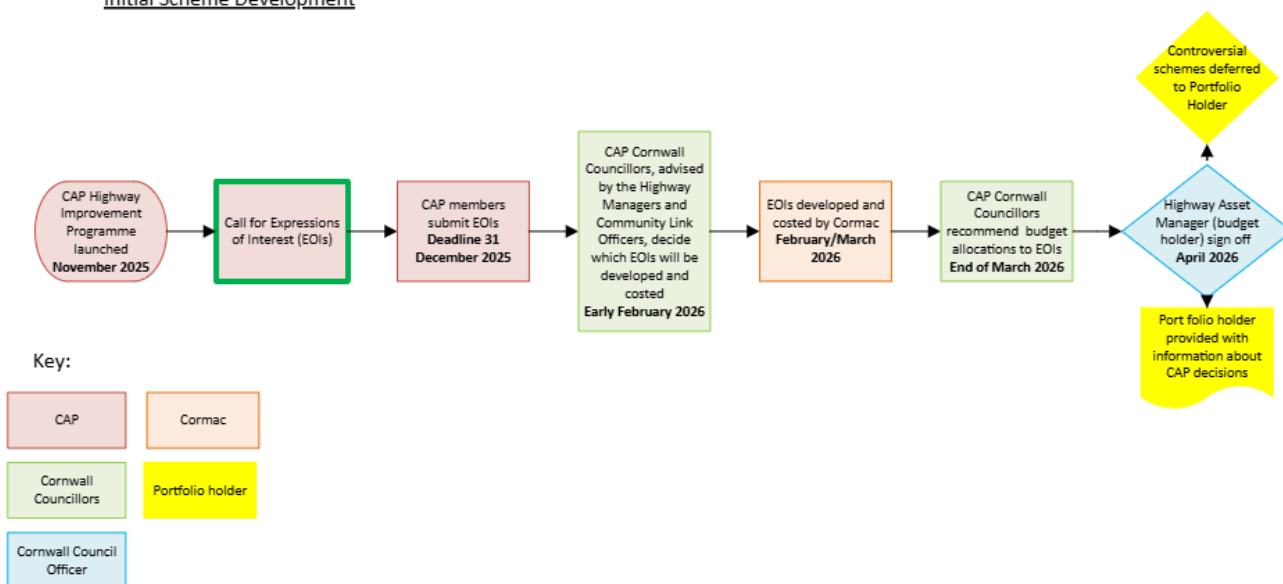 Initial Scheme Development
Controversial
schemes deferred
to Portfolio
Holder
CAP Highway
Improvement
Programme
launched
November 2025
Call for Expressions
of Interest (EOIs)
CAP members
submit EOIs
Deadline 31
December 2025
CAP Cornwall
Councillors, advised
by the Highway
Managers and
Community Link
Officers, decide
which EOIs will be
developed and
costed
Early February 2026
EOIs developed and
costed by Cormac
February/March
2026
CAP Cornwall
Councillors
recommend budget
allocations to EOIs
End of March 2026
Highway Asset
Manager (budget
holder) sign off
April 2026
Port folio holder
provided with
information about
CAP decisions
Key:
CAP
Cormac
Cornwall
Councillors
Portfolio holder
Cornwall Council
Officer